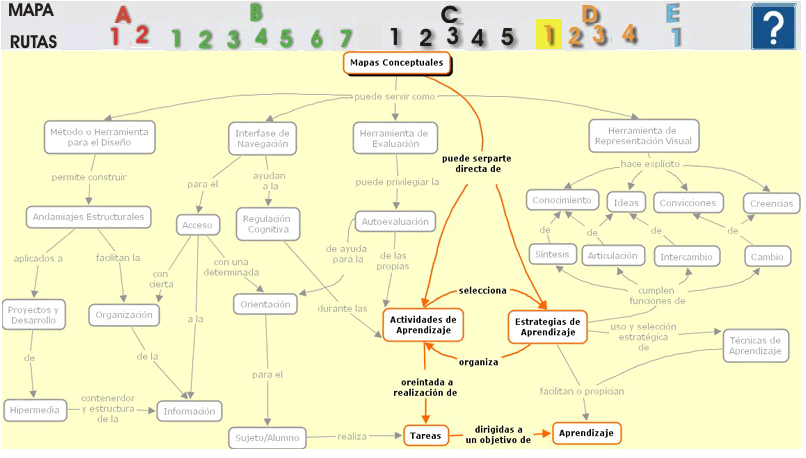 MAPA
A
B
C
D
E
RUTAS
1 2
1 2 3 4 5 6 7
1 2 3 4 5
1 2 3 4
1
?
Mapas Conceptuales
puede servir como
Método o Herramienta
para el Diseño
Interfase de
Navegación
Herramienta de
Evaluación
Herramienta de
Representación Visual
puede serparte
directa de
hace explícito
permite construir
para el
ayudan
a la
puede privilegiar la
Conocimiento
Ideas
Convicciones
Creencias
Andamiajes Estructurales
Acceso
Regulación
Cognitiva
Autoevaluación
de
de
de
de
aplicados a
facilitan la
con
cierta
con una
determinada
de ayuda
para la
de las
propias
Síntesis
Articulación
Intercambio
Cambio
selecciona
cumplen
funciones de
Proyectos y
Desarrollo
Organización
a la
Orientación
durante las
Actividades de
Aprendizaje
Estrategias de
Aprendizaje
uso y selección
estratégica
de
Técnicas de
Aprendizaje
de
de la
organiza
para el
oreintada a
realización de
facilitan o propician
Hipermedia
contenerdor
y estructura
de la
Información
Sujeto/Alumno
realiza
Tareas
dirigidas a
un objetivo de
Aprendizaje